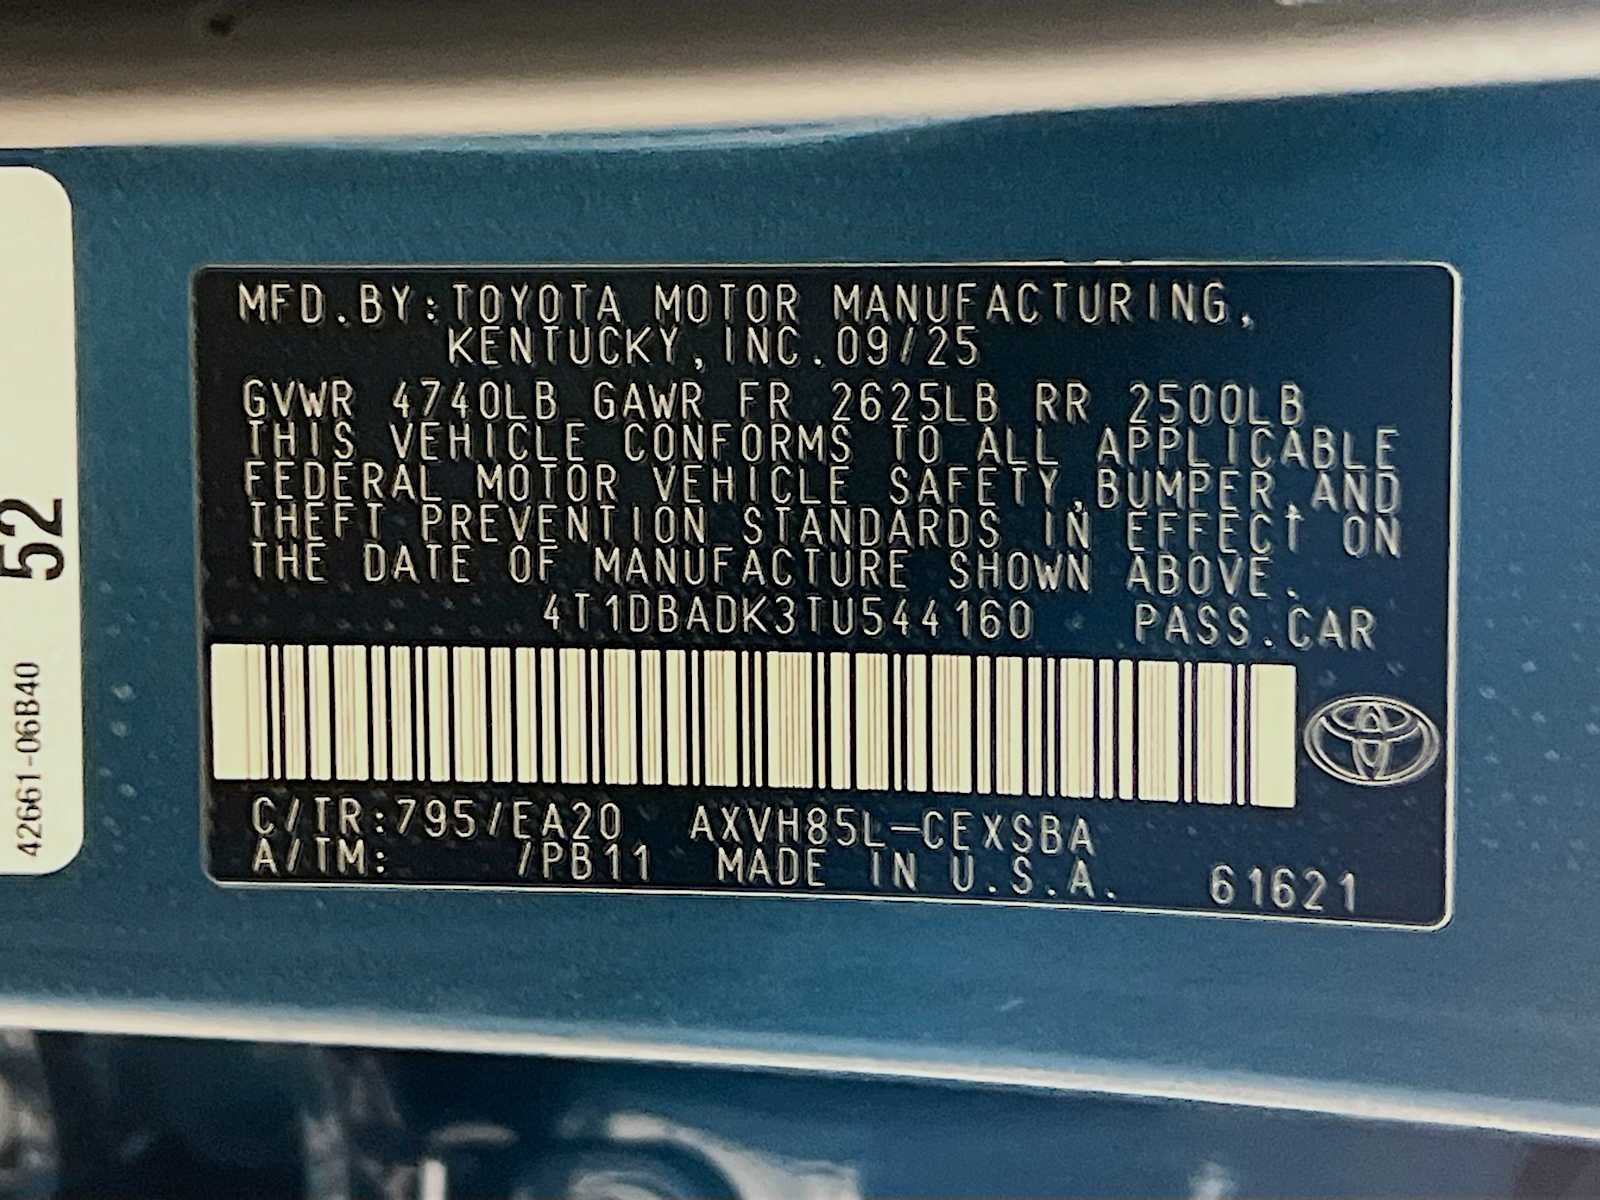 MFD.BY:TOYOTA MOTOR MANUFACTURING,
KENTUCKY,INC.09/25
GVWR 4740LB GAWR FR 2625LB RR 2500LB
THIS VEHICLE CONFORMS TO ALL APPLICABLE
FEDERAL MOTOR VEHICLE SAFETY,BUMPER,AND
THEFT PREVENTION STANDARDS IN EFFECT ON
THE DATE OF MANUFACTURE SHOWN ABOVE.
4T1DBADK3TU544160 PASS.CAR
C/TR:795/EA20 AXVH85L-CEXSBA
A/TM: /PB11 MADE IN U.S.A. 61621
52
42661-06B40